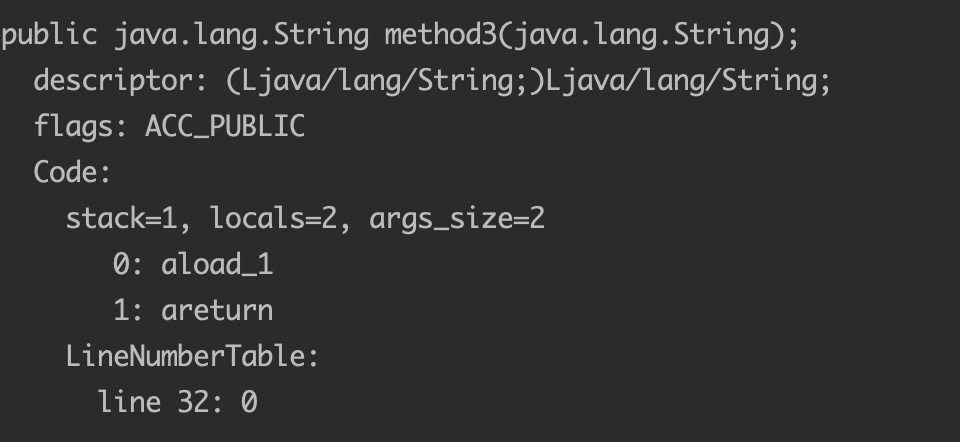 public java.lang.String method3(java.lang.String);
descriptor: (Ljava/lang/String;)Ljava/lang/String;
flags: ACC_PUBLIC
Code:
stack=1, locals=2, args_size=2
0: aload_1
1: areturn
LineNumberTable:
line 32: 0